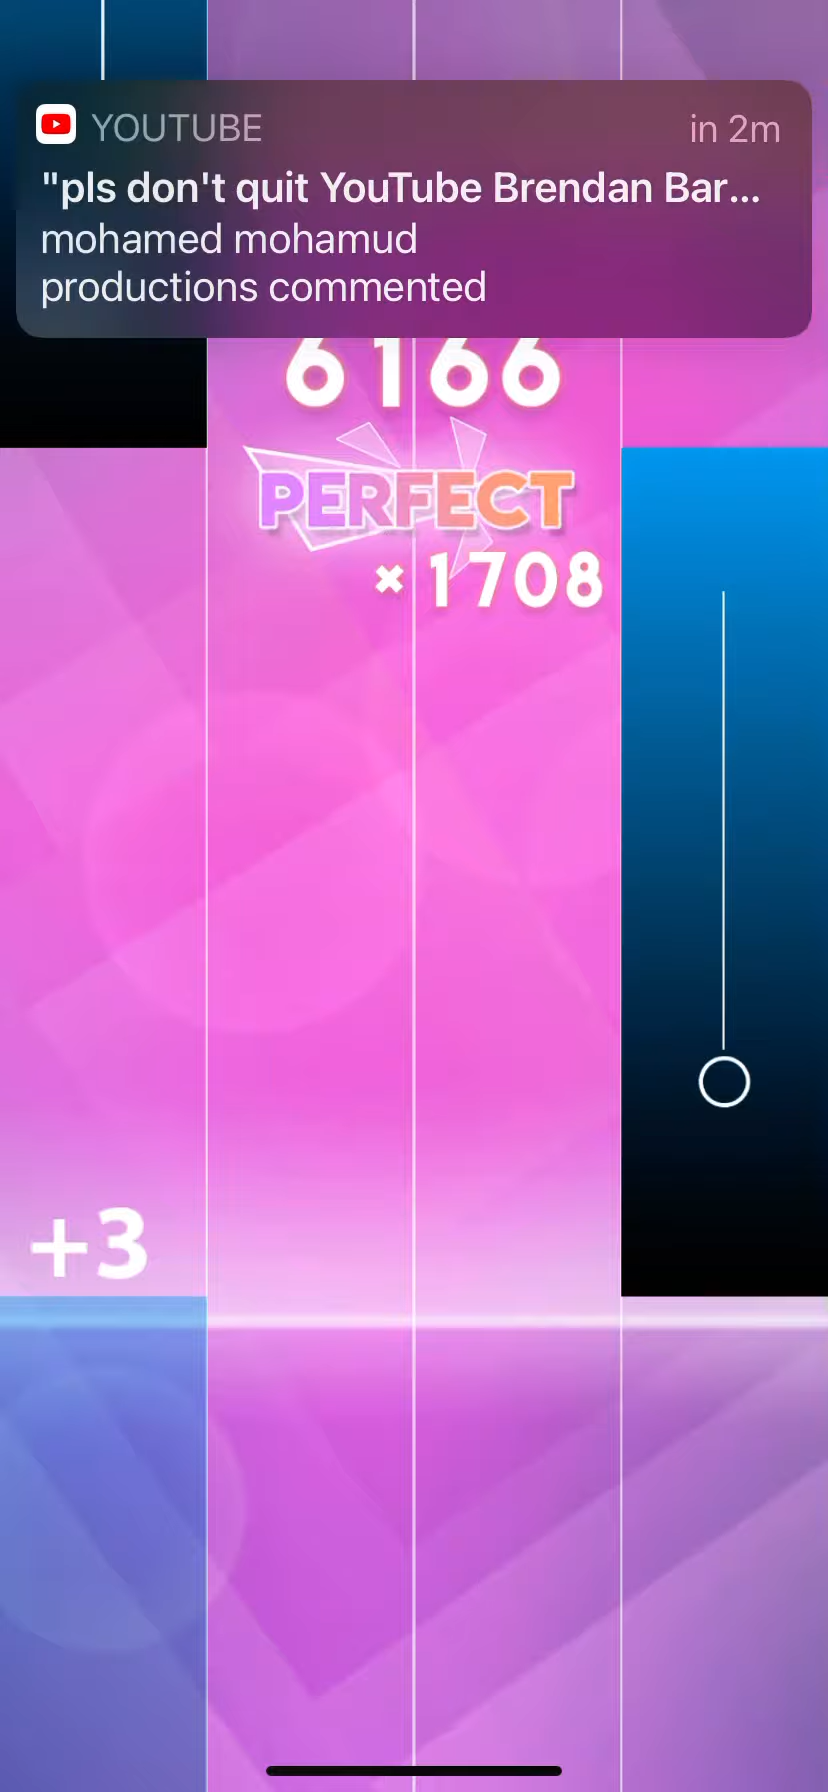 YOUTUBE in 2m
"pls don't quit YouTube Brendan Bar...
mohamed mohamud
productions commented
6166
PERFECT
×1708
+3